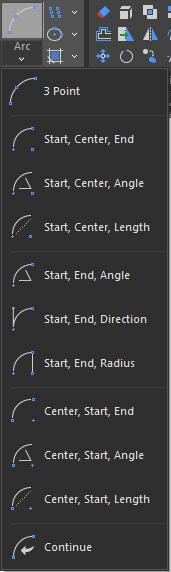 Arc
3 Point
Start, Center, End
Start, Center, Angle
Start, Center, Length
Start, End, Angle
Start, End, Direction
Start, End, Radius
Center, Start, End
Center, Start, Angle
Center, Start, Length
Continue